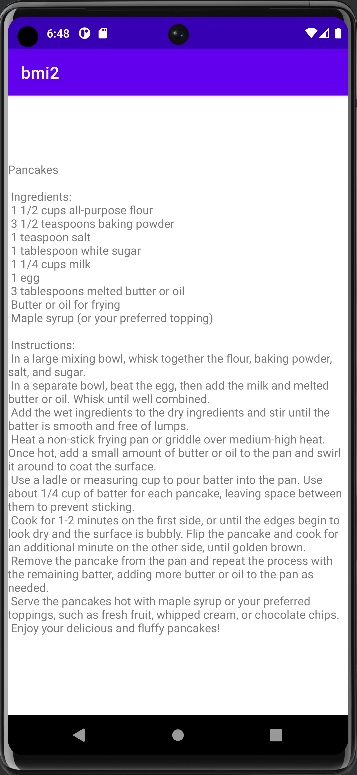 6:48
bmi2
Pancakes
Ingredients:
1 1/2 cups all-purpose flour
3 1/2 teaspoons baking powder
1 teaspoon salt
1 tablespoon white sugar
1 1/4 cups milk
1 egg
3 tablespoons melted butter or oil
Butter or oil for frying
Maple syrup (or your preferred topping)
Instructions:
In a large mixing bowl, whisk together the flour, baking powder,
salt, and sugar.
In a separate bowl, beat the egg, then add the milk and melted
butter or oil. Whisk until well combined.
Add the wet ingredients to the dry ingredients and stir until the
batter is smooth and free of lumps.
Heat a non-stick frying pan or griddle over medium-high heat.
Once hot, add a small amount of butter or oil to the pan and swirl
it around to coat the surface.
Use a ladle or measuring cup to pour batter into the pan. Use
about 1/4 cup of batter for each pancake, leaving space between
them to prevent sticking.
Cook for 1-2 minutes on the first side, or until the edges begin to
look dry and the surface is bubbly. Flip the pancake and cook for
an additional minute on the other side, until golden brown.
Remove the pancake from the pan and repeat the process with
the remaining batter, adding more butter or oil to the pan as
needed.
Serve the pancakes hot with maple syrup or your preferred
toppings, such as fresh fruit, whipped cream, or chocolate chips.
Enjoy your delicious and fluffy pancakes!